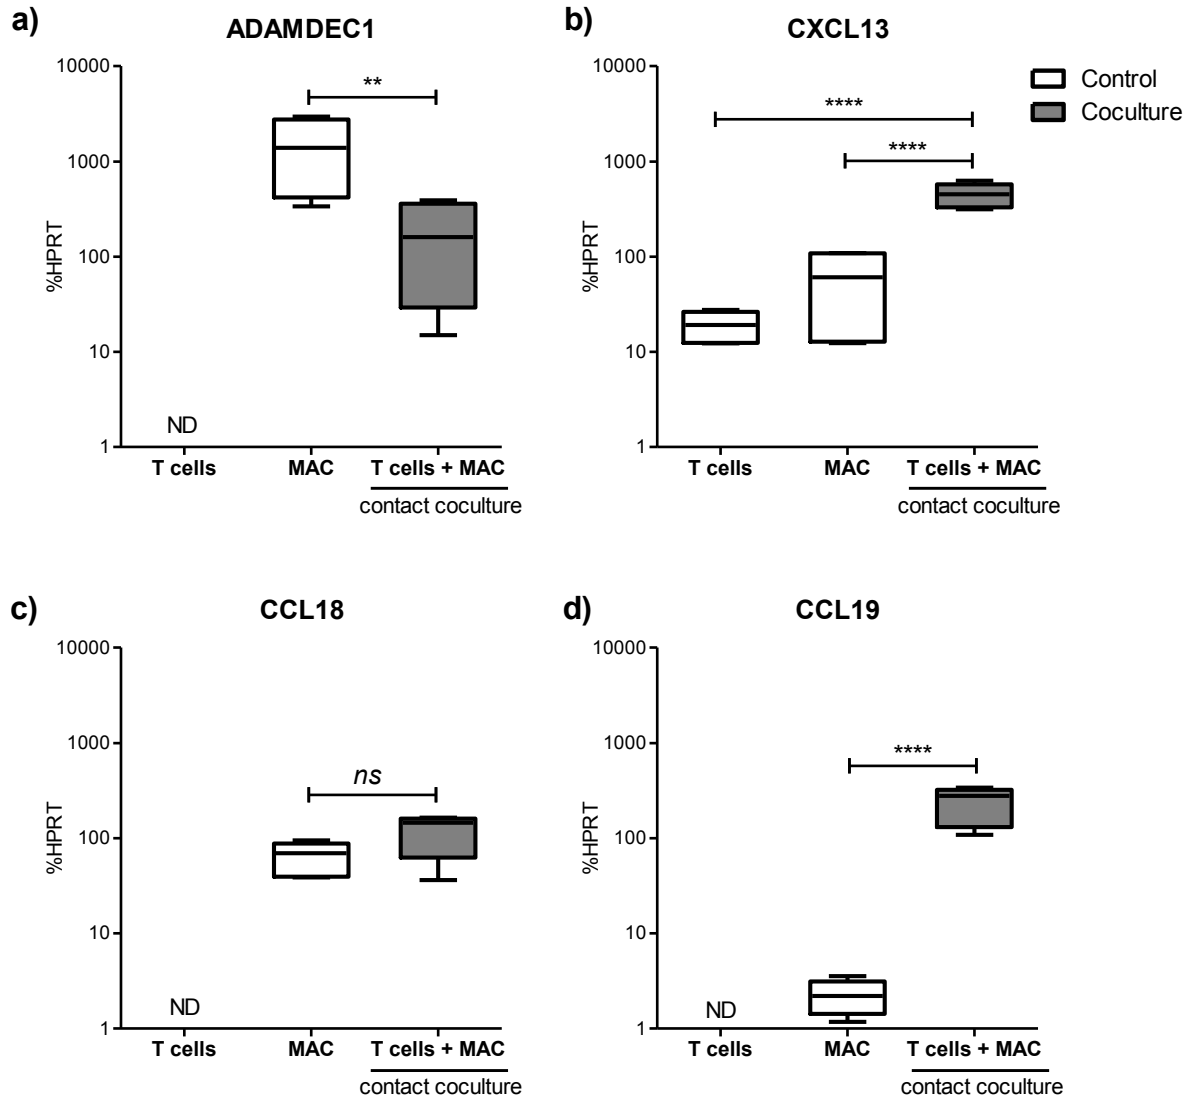 a)
ADAMDEC1
10000
1000
100
10
1
%HPRT
**
ND
T cells
MAC
T cells + MAC
contact coculture
b)
CXCL13
10000
1000
100
10
1
%HPRT
****
****
T cells
MAC
T cells + MAC
contact coculture
Control
Coculture
c)
CCL18
10000
1000
100
10
1
%HPRT
ns
ND
T cells
MAC
T cells + MAC
contact coculture
d)
CCL19
10000
1000
100
10
1
%HPRT
****
ND
T cells
MAC
T cells + MAC
contact coculture